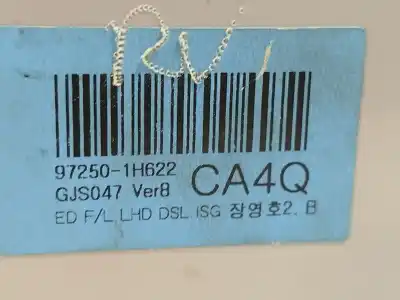 97250-1H622
GJS047 Ver8
CA4Q
ED F/L LHD DSL ISG 장영호2. B